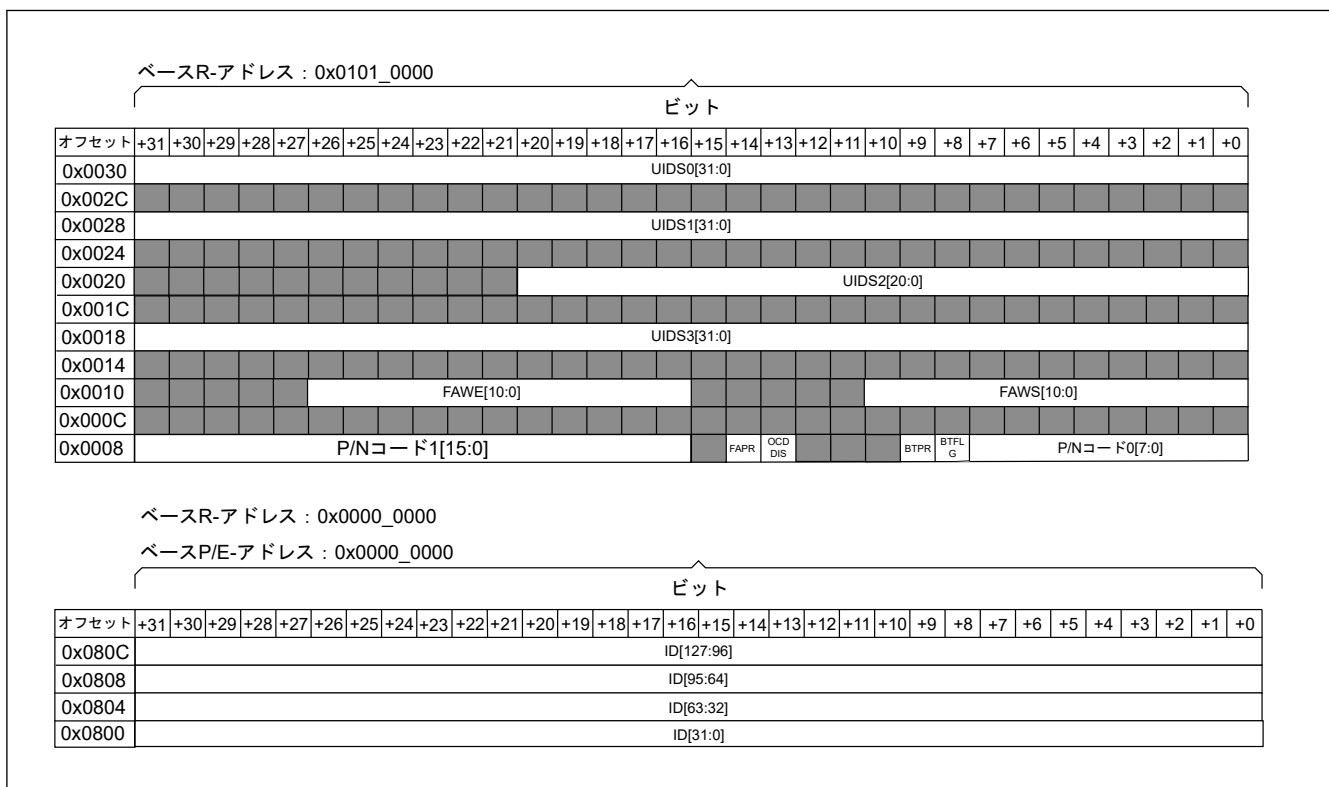 ベースR-アドレス：0x0101_0000
ビット
オフセット +31 +30 +29 +28 +27 +26 +25 +24 +23 +22 +21 +20 +19 +18 +17 +16 +15 +14 +13 +12 +11 +10 +9 +8 +7 +6 +5 +4 +3 +2 +1 +0
0x0030 UIDS0[31:0]
0x002C
0x0028 UIDS1[31:0]
0x0024
0x0020 UIDS2[20:0]
0x001C
0x0018 UIDS3[31:0]
0x0014
0x0010 FAWE[10:0] FAWS[10:0]
0x000C
0x0008 P/Nコード1[15:0] FAPR OCD DIS BTPR BTFL G P/Nコード0[7:0]
ベースR-アドレス：0x0000_0000
ベースP/E-アドレス：0x0000_0000
ビット
オフセット +31 +30 +29 +28 +27 +26 +25 +24 +23 +22 +21 +20 +19 +18 +17 +16 +15 +14 +13 +12 +11 +10 +9 +8 +7 +6 +5 +4 +3 +2 +1 +0
0x080C ID[127:96]
0x0808 ID[95:64]
0x0804 ID[63:32]
0x0800 ID[31:0]